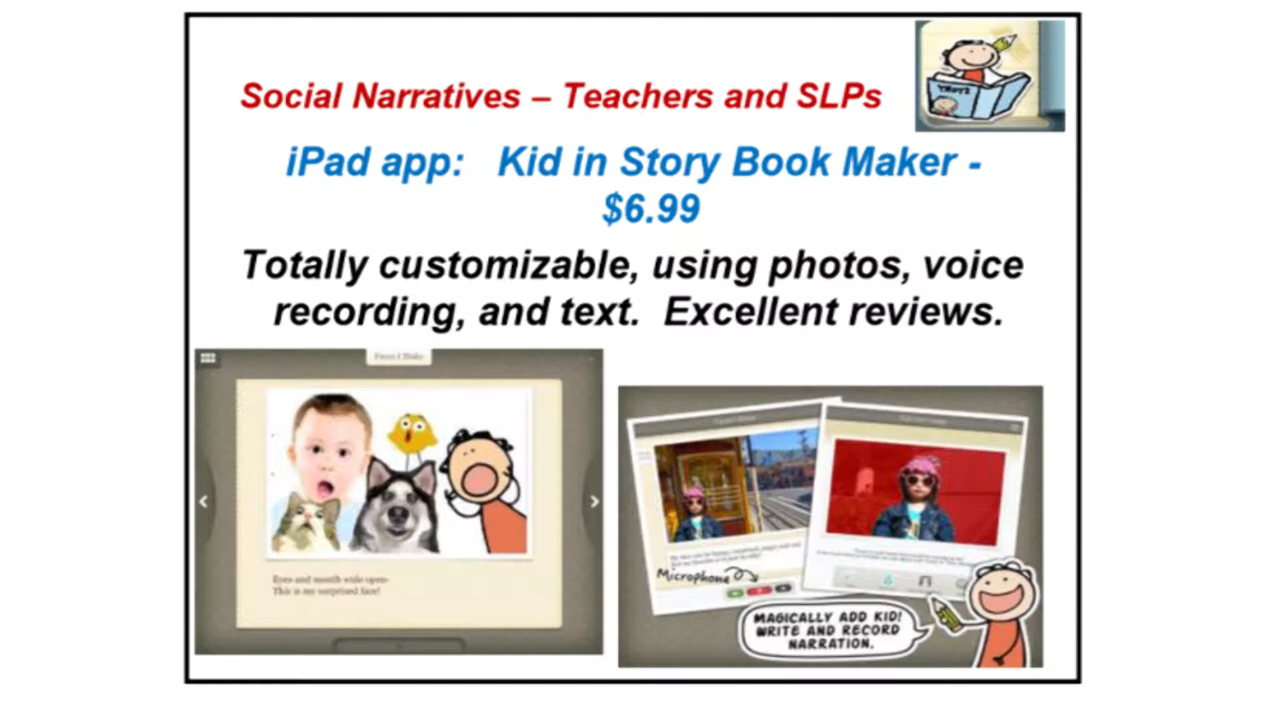 Social Narratives – Teachers and SLPs
iPad app: Kid in Story Book Maker -
$6.99
Totally customizable, using photos, voice
recording, and text. Excellent reviews.
Eyes and mouth wide open-
This is my surprised face!
Microphone
MAGICALLY ADD KID!
WRITE AND RECORD
NARRATION.